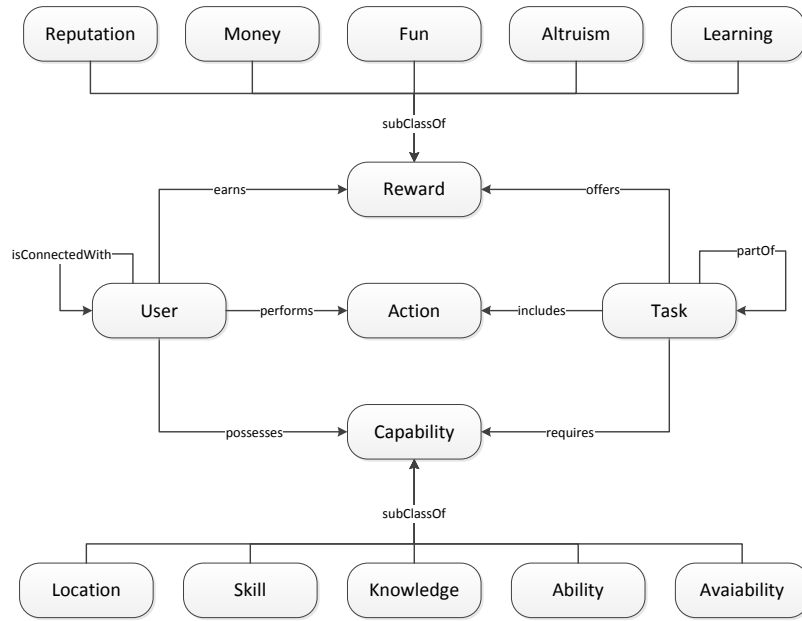 Reputation
Money
Fun
Altruism
Learning
subClassOf
Reward
earns
offers
isConnectedWith
partOf
User
performs
Action
includes
Task
possesses
Capability
requires
subClassOf
Location
Skill
Knowledge
Ability
Avaiability